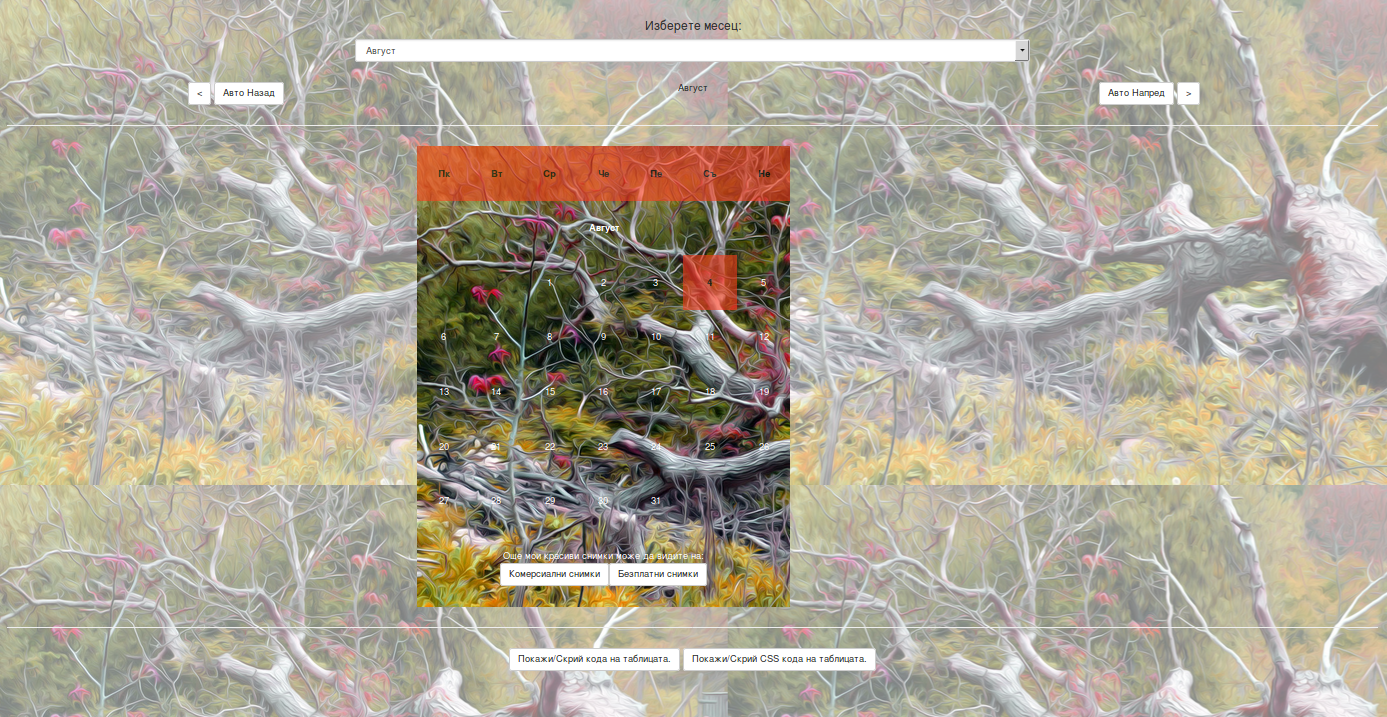 Изберете месец:
Август
< Авто Назад Август Авто Напред >
Пк Вт Ср Че Пе Съ Не
Август
1 2 3 4 5
6 7 8 9 10 11 12
13 14 15 16 17 18 19
20 21 22 23 24 25 26
27 28 29 30 31
Още мои красиви снимки може да видите на:
Комерсиални снимки Безплатни снимки
Покажи/Скрий кода на таблицата. Покажи/Скрий CSS кода на таблицата.